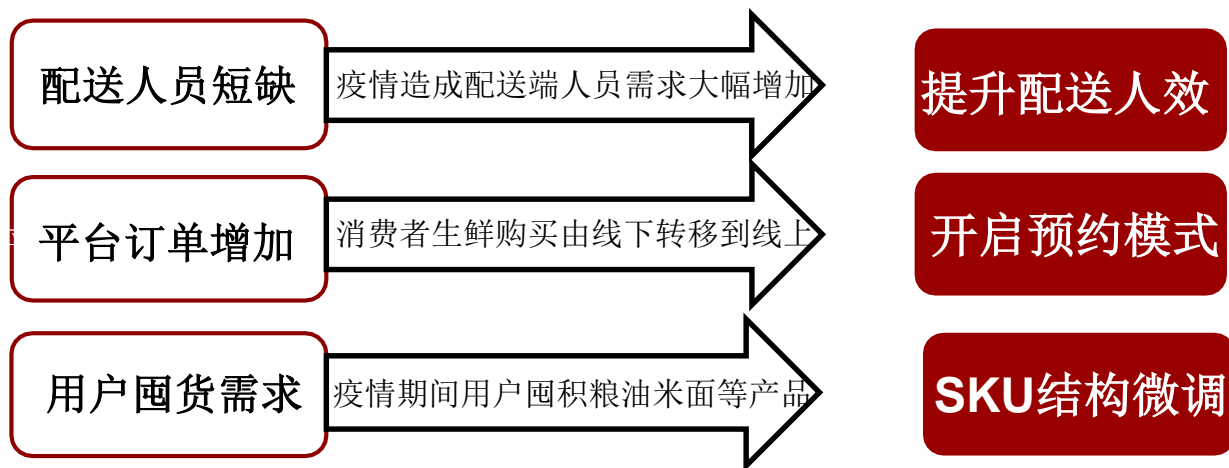 配送人员短缺
疫情造成配送端人员需求大幅增加
提升配送人效
平台订单增加
消费者生鲜购买由线下转移到线上
开启预约模式
用户囤货需求
疫情期间用户囤积粮油米面等产品
SKU结构微调